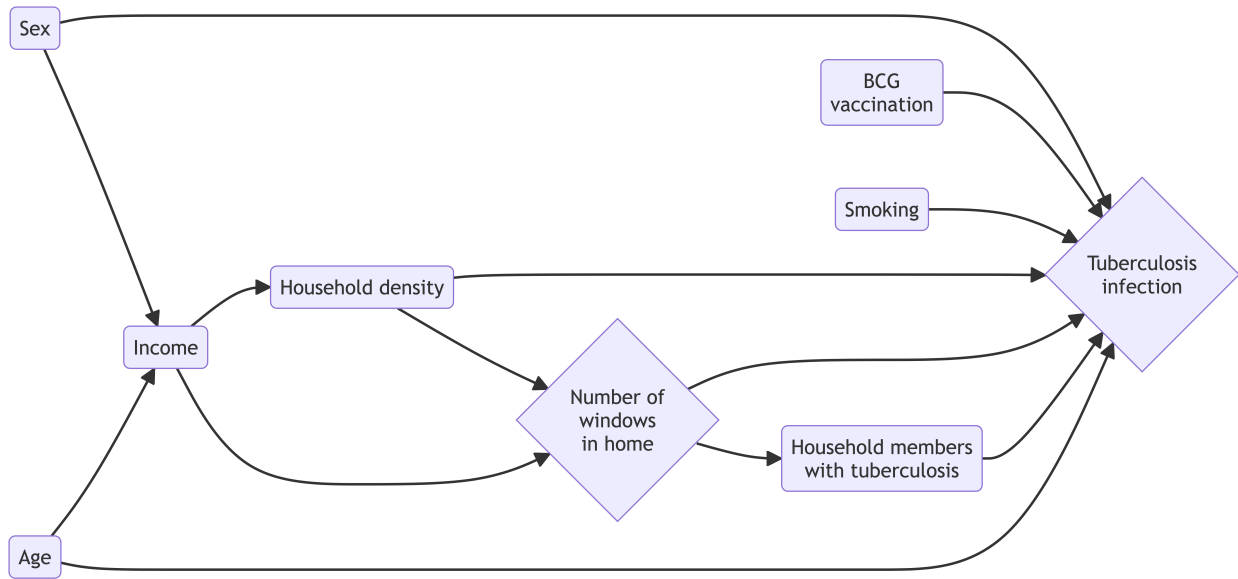 Sex
BCG
vaccination
Smoking
Tuberculosis
infection
Household density
Income
Number of
windows
in home
Household members
with tuberculosis
Age